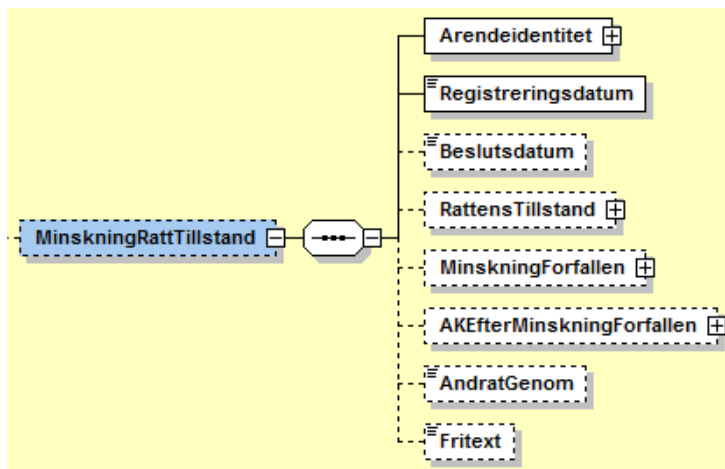 Arendeidentitet
Registreringsdatum
Beslutsdatum
RattensTillstand
MinskningRattTillstand
MinskningForfallen
AKEfterMinskningForfallen
AndratGenom
Fritext